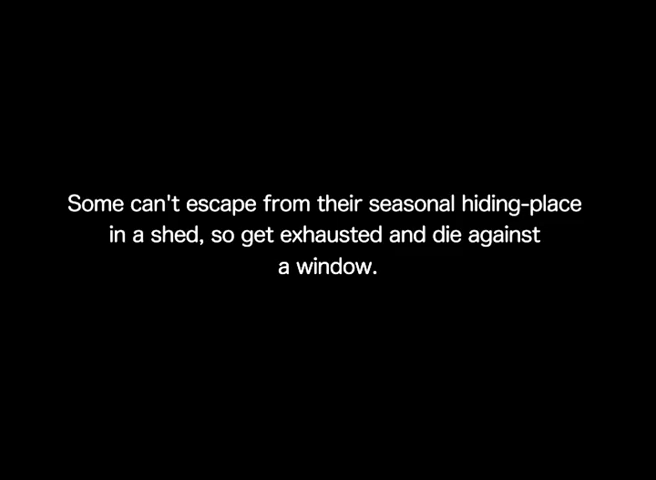 Some can't escape from their seasonal hiding-place
in a shed, so get exhausted and die against
a window.